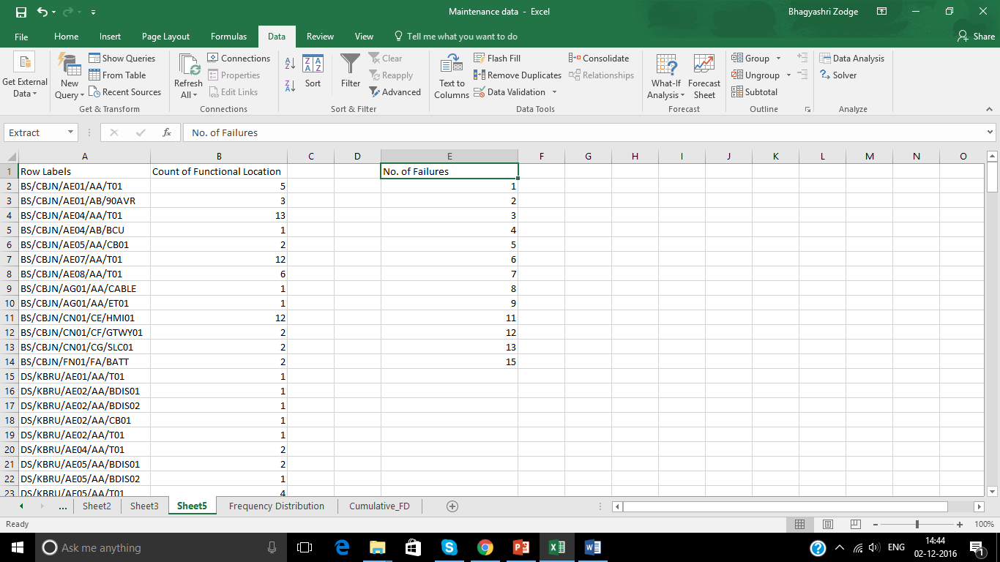 Maintenance data - Excel
Bhagyashri Zodge
File Home Insert Page Layout Formulas Data Review View Tell me what you want to do Share
Get External Data
New Query
Show Queries
From Table
Recent Sources
Get & Transform
Refresh All
Connections
Properties
Edit Links
Connections
A Z
Z A
Z A A Z
Sort
Filter
Clear
Reapply
Advanced
Sort & Filter
Text to Columns
Flash Fill
Remove Duplicates
Data Validation
Consolidate
Relationships
Data Tools
What-If Analysis
Forecast Sheet
Forecast
Group
Ungroup
Subtotal
Outline
Data Analysis
Solver
Analyze
Extract fx No. of Failures
A B C D E F G H I J K L M N O
1 Row Labels Count of Functional Location No. of Failures
2 BS/CBJN/AE01/AA/T01 5 1
3 BS/CBJN/AE01/AB/90AVR 3 2
4 BS/CBJN/AE04/AA/T01 13 3
5 BS/CBJN/AE04/AB/BCU 1 4
6 BS/CBJN/AE05/AA/CB01 2 5
7 BS/CBJN/AE07/AA/T01 12 6
8 BS/CBJN/AE08/AA/T01 6 7
9 BS/CBJN/AG01/AA/CABLE 1 8
10 BS/CBJN/AG01/AA/ET01 1 9
11 BS/CBJN/CN01/CE/HMI01 12 11
12 BS/CBJN/CN01/CF/GTWY01 2 12
13 BS/CBJN/CN01/CG/SLC01 2 13
14 BS/CBJN/FN01/FA/BATT 2 15
15 DS/KBRU/AE01/AA/T01 1
16 DS/KBRU/AE02/AA/BDIS01 1
17 DS/KBRU/AE02/AA/BDIS02 1
18 DS/KBRU/AE02/AA/CB01 1
19 DS/KBRU/AE02/AA/T01 1
20 DS/KBRU/AE04/AA/T01 2
21 DS/KBRU/AE05/AA/BDIS01 2
22 DS/KBRU/AE05/AA/BDIS02 1
23 DS/KBRU/AE05/AA/T01 4
... Sheet2 Sheet3 Sheet5 Frequency Distribution Cumulative_FD
Ready 100%
Ask me anything
ENG
14:44
02-12-2016
1